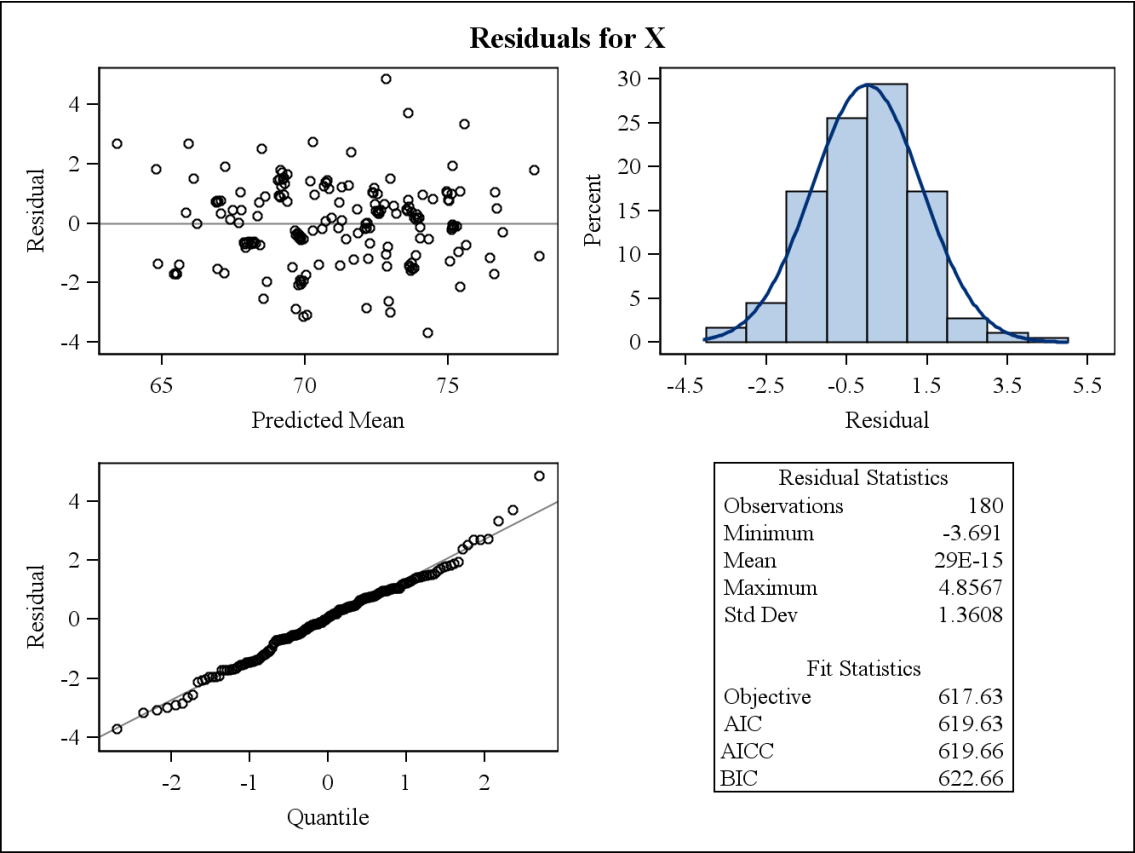 Residuals for X
4
2
0
-2
-4
Residual
65 70 75
Predicted Mean
30
25
20
15
10
5
0
Percent
-4.5 -2.5 -0.5 1.5 3.5 5.5
Residual
4
2
0
-2
-4
Residual
-2 -1 0 1 2
Quantile
Residual Statistics
Observations 180
Minimum -3.691
Mean 29E-15
Maximum 4.8567
Std Dev 1.3608
Fit Statistics
Objective 617.63
AIC 619.63
AICC 619.66
BIC 622.66